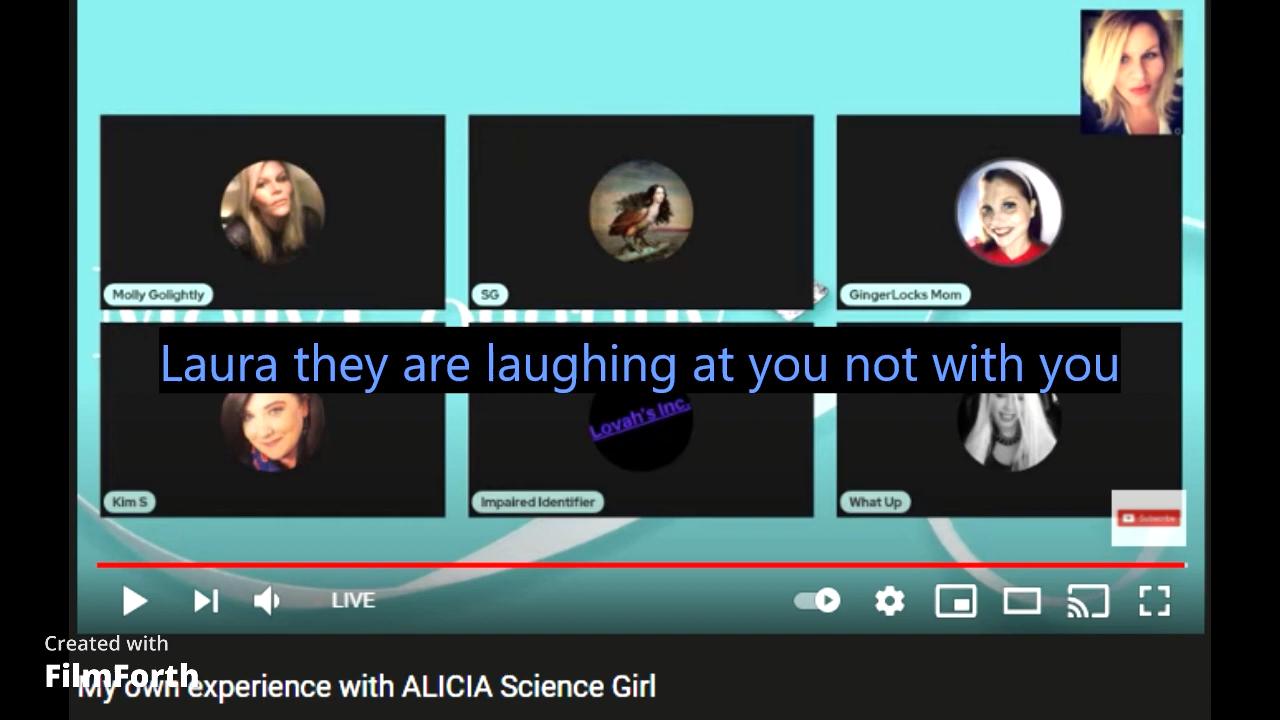 Molly Golightly
SG
GingerLocks Mom
Laura they are laughing at you not with you
Lovah's Inc.
Kim S
Impaired Identifier
What Up
Subscribe
LIVE
Created with
FilmForth
My own experience with ALICIA Science Girl